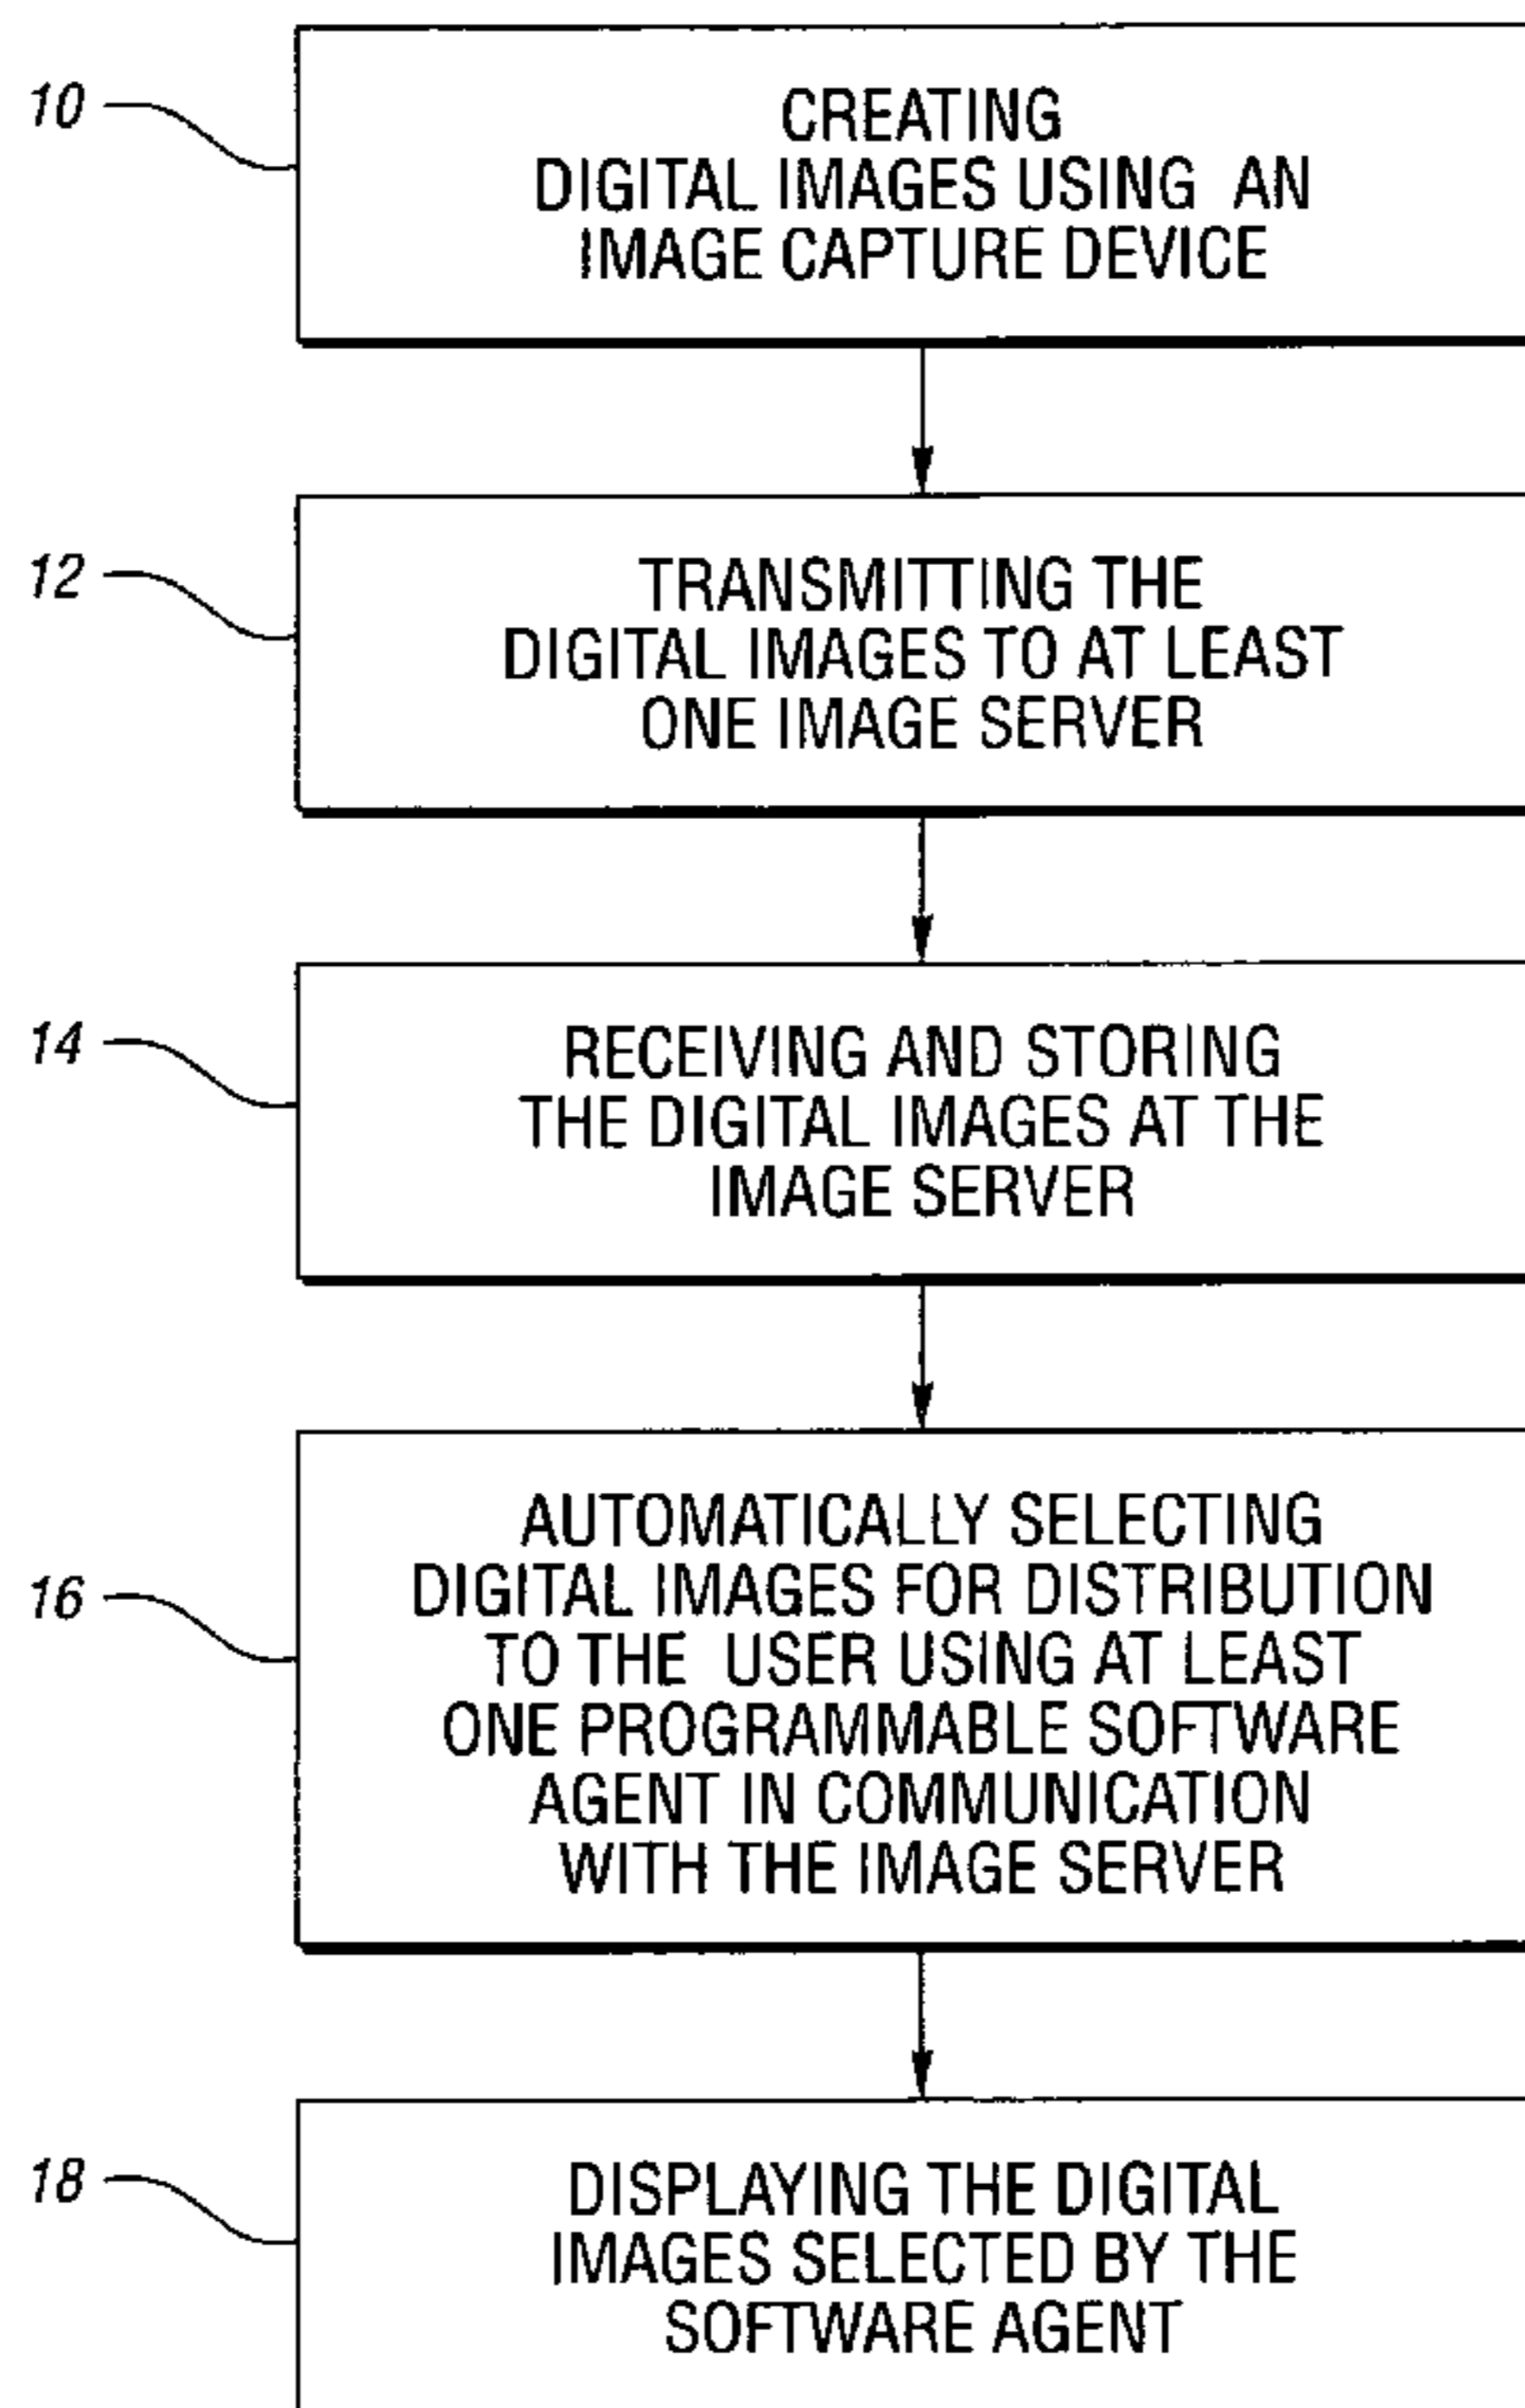 10
CREATING
DIGITAL IMAGES USING AN
IMAGE CAPTURE DEVICE
12
TRANSMITTING THE
DIGITAL IMAGES TO AT LEAST
ONE IMAGE SERVER
14
RECEIVING AND STORING
THE DIGITAL IMAGES AT THE
IMAGE SERVER
16
AUTOMATICALLY SELECTING
DIGITAL IMAGES FOR DISTRIBUTION
TO THE USER USING AT LEAST
ONE PROGRAMMABLE SOFTWARE
AGENT IN COMMUNICATION
WITH THE IMAGE SERVER
18
DISPLAYING THE DIGITAL
IMAGES SELECTED BY THE
SOFTWARE AGENT